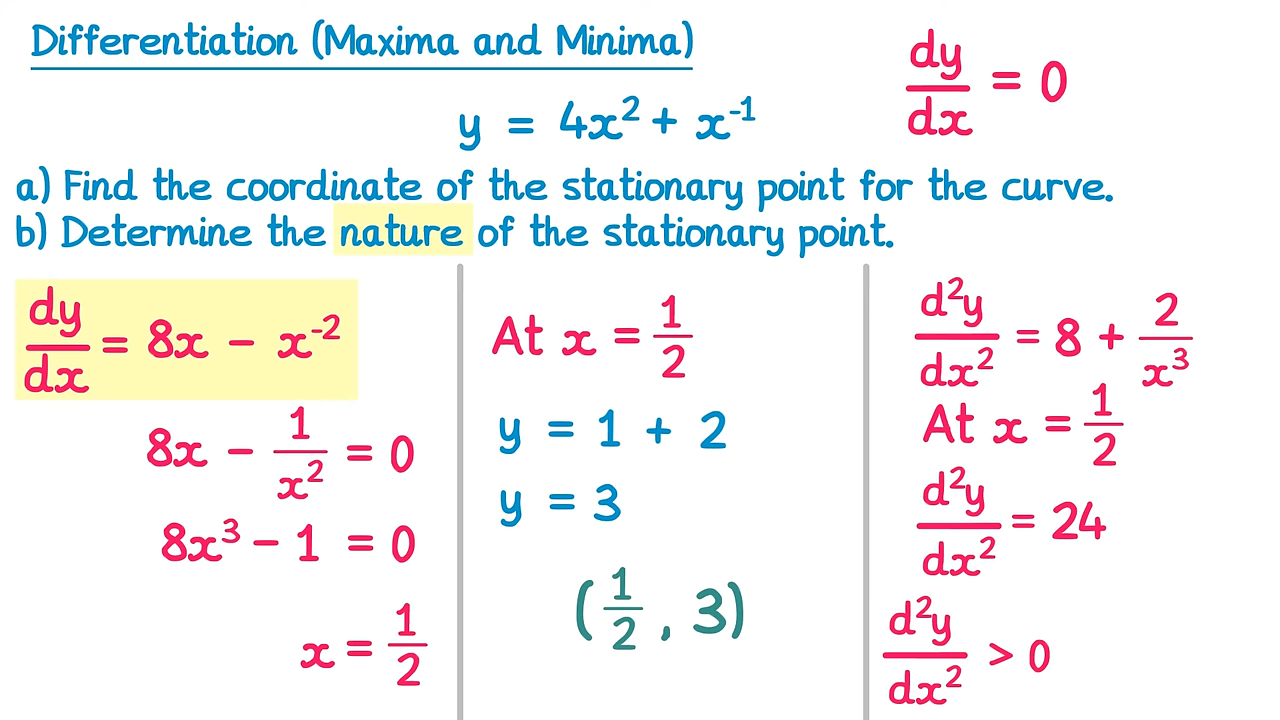 Differentiation (Maxima and Minima)
dy/dx = 0
y = 4x² + x⁻¹
a) Find the coordinate of the stationary point for the curve.
b) Determine the nature of the stationary point.
dy/dx = 8x − x⁻²
8x − 1/x² = 0
8x³ − 1 = 0
x = 1/2
At x = 1/2
y = 1 + 2
y = 3
(1/2, 3)
d²y/dx² = 8 + 2/x³
At x = 1/2
d²y/dx² = 24
d²y/dx² > 0